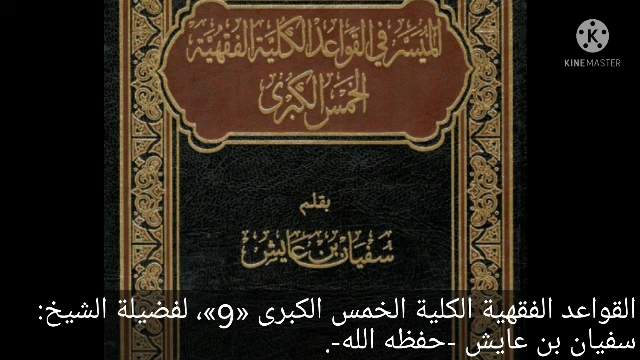 الميسر في القواعد الكلية الفقهية
الخمس الكبرى
بقلم
سفيان بن عايش
KINEMASTER
القواعد الفقهية الكلية الخمس الكبرى «9»، لفضيلة الشيخ:
سفيان بن عايش -حفظه الله-.